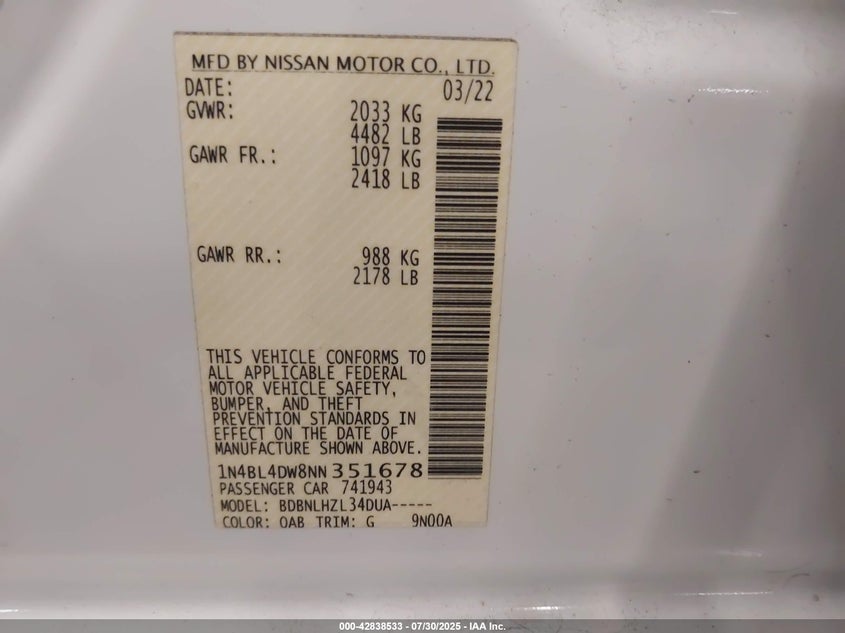 MFD BY NISSAN MOTOR CO., LTD.
DATE: 03/22
GVWR: 2033 KG
4482 LB
GAWR FR.: 1097 KG
2418 LB
GAWR RR.: 988 KG
2178 LB
THIS VEHICLE CONFORMS TO
ALL APPLICABLE FEDERAL
MOTOR VEHICLE SAFETY,
BUMPER, AND THEFT
PREVENTION STANDARDS IN
EFFECT ON THE DATE OF
MANUFACTURE SHOWN ABOVE.
1N4BL4DW8NN351678
PASSENGER CAR 741943
MODEL: BDBNLHZL34DUA-----
COLOR: QAB TRIM: G 9N00A
000-42838533 - 07/30/2025 - IAA Inc.